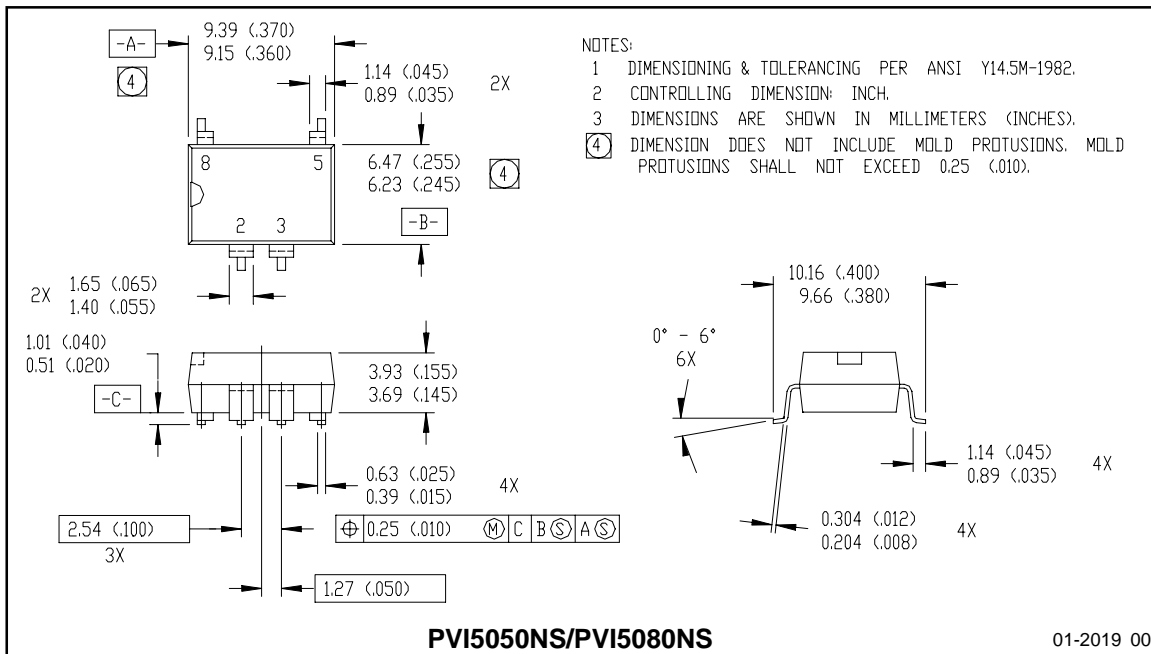 -A-
4
9.39 (.370)
9.15 (.360)
1.14 (.045)
0.89 (.035)
2X
8
5
2
3
6.47 (.255)
6.23 (.245)
4
-B-
2X
1.65 (.065)
1.40 (.055)
1.01 (.040)
0.51 (.020)
-C-
3.93 (.155)
3.69 (.145)
0.63 (.025)
0.39 (.015)
4X
2.54 (.100)
3X
⌖ 0.25 (.010) Ⓜ C B Ⓢ A Ⓢ
1.27 (.050)
NOTES:
1 DIMENSIONING & TOLERANCING PER ANSI Y14.5M-1982.
2 CONTROLLING DIMENSION: INCH.
3 DIMENSIONS ARE SHOWN IN MILLIMETERS (INCHES).
4 DIMENSION DOES NOT INCLUDE MOLD PROTUSIONS. MOLD
PROTUSIONS SHALL NOT EXCEED 0.25 (.010).
10.16 (.400)
9.66 (.380)
0° - 6°
6X
1.14 (.045)
0.89 (.035)
4X
0.304 (.012)
0.204 (.008)
4X
PVI5050NS/PVI5080NS
01-2019 00